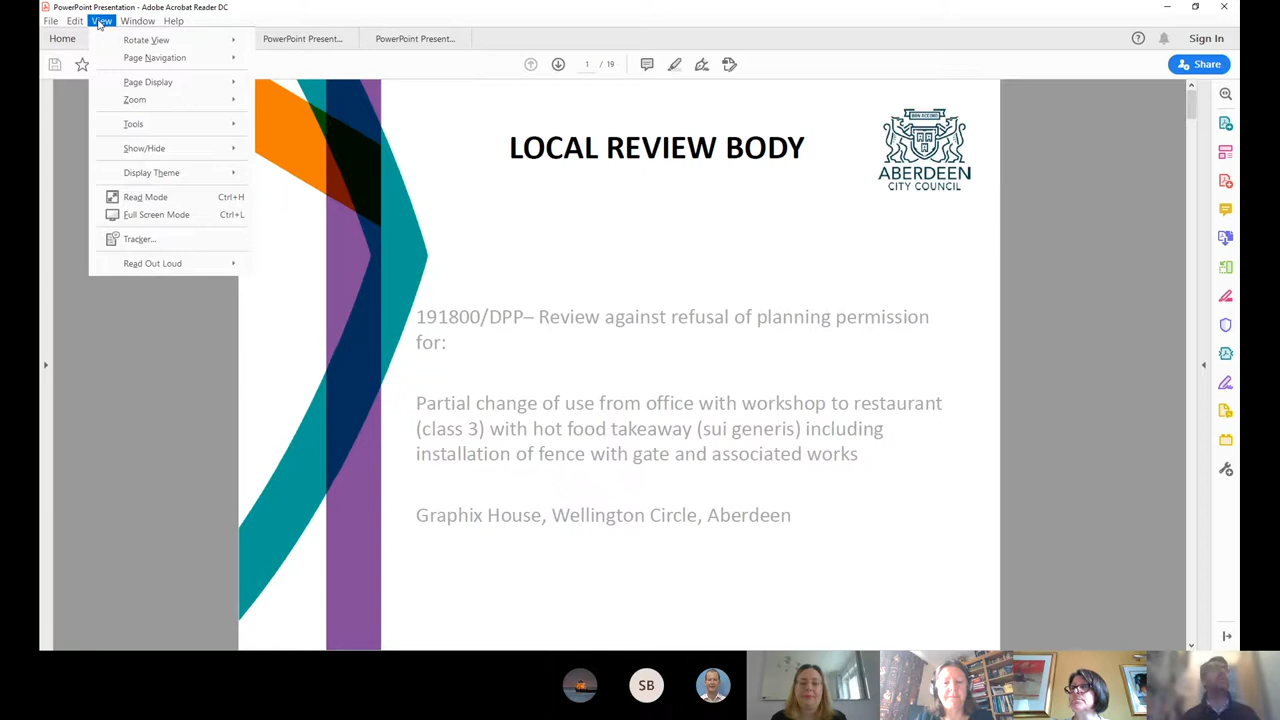 PowerPoint Presentation - Adobe Acrobat Reader DC
File Edit View Window Help
Home
PowerPoint Present...
PowerPoint Present...
Sign In
1 / 19
Share
Rotate View
Page Navigation
Page Display
Zoom
Tools
Show/Hide
Display Theme
Read Mode Ctrl+H
Full Screen Mode Ctrl+L
Tracker...
Read Out Loud
LOCAL REVIEW BODY
BON ACCORD
ABERDEEN
CITY COUNCIL
191800/DPP– Review against refusal of planning permission
for:
Partial change of use from office with workshop to restaurant
(class 3) with hot food takeaway (sui generis) including
installation of fence with gate and associated works
Graphix House, Wellington Circle, Aberdeen
SB